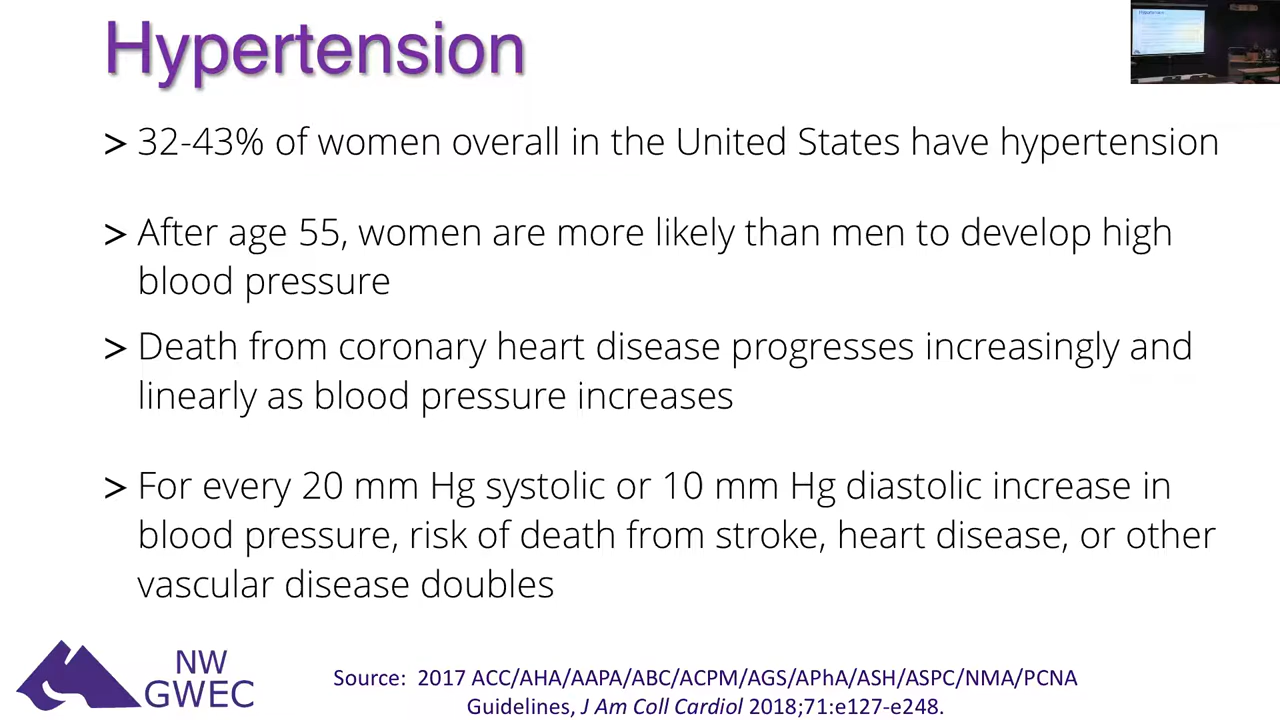 Hypertension
> 32-43% of women overall in the United States have hypertension
> After age 55, women are more likely than men to develop high
blood pressure
> Death from coronary heart disease progresses increasingly and
linearly as blood pressure increases
> For every 20 mm Hg systolic or 10 mm Hg diastolic increase in
blood pressure, risk of death from stroke, heart disease, or other
vascular disease doubles
NW
GWEC
Source: 2017 ACC/AHA/AAPA/ABC/ACPM/AGS/APhA/ASH/ASPC/NMA/PCNA
Guidelines, J Am Coll Cardiol 2018;71:e127-e248.